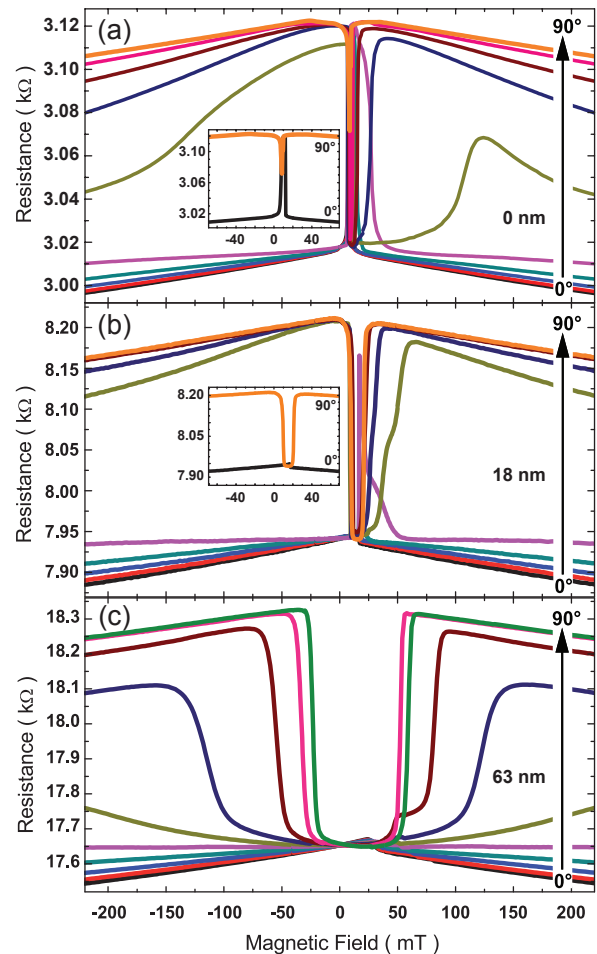 (a)
90°
3.12
3.10
3.08
3.06
3.04
3.02
3.00
Resistance ( kΩ )
3.10
3.06
3.02
90°
0°
-40 0 40
0 nm
0°
(b)
90°
8.20
8.15
8.10
8.05
8.00
7.95
7.90
Resistance ( kΩ )
8.20
8.05
7.90
90°
0°
-40 0 40
18 nm
0°
(c)
90°
18.3
18.2
18.1
18.0
17.9
17.8
17.7
17.6
Resistance ( kΩ )
63 nm
0°
-200 -150 -100 -50 0 50 100 150 200
Magnetic Field ( mT )